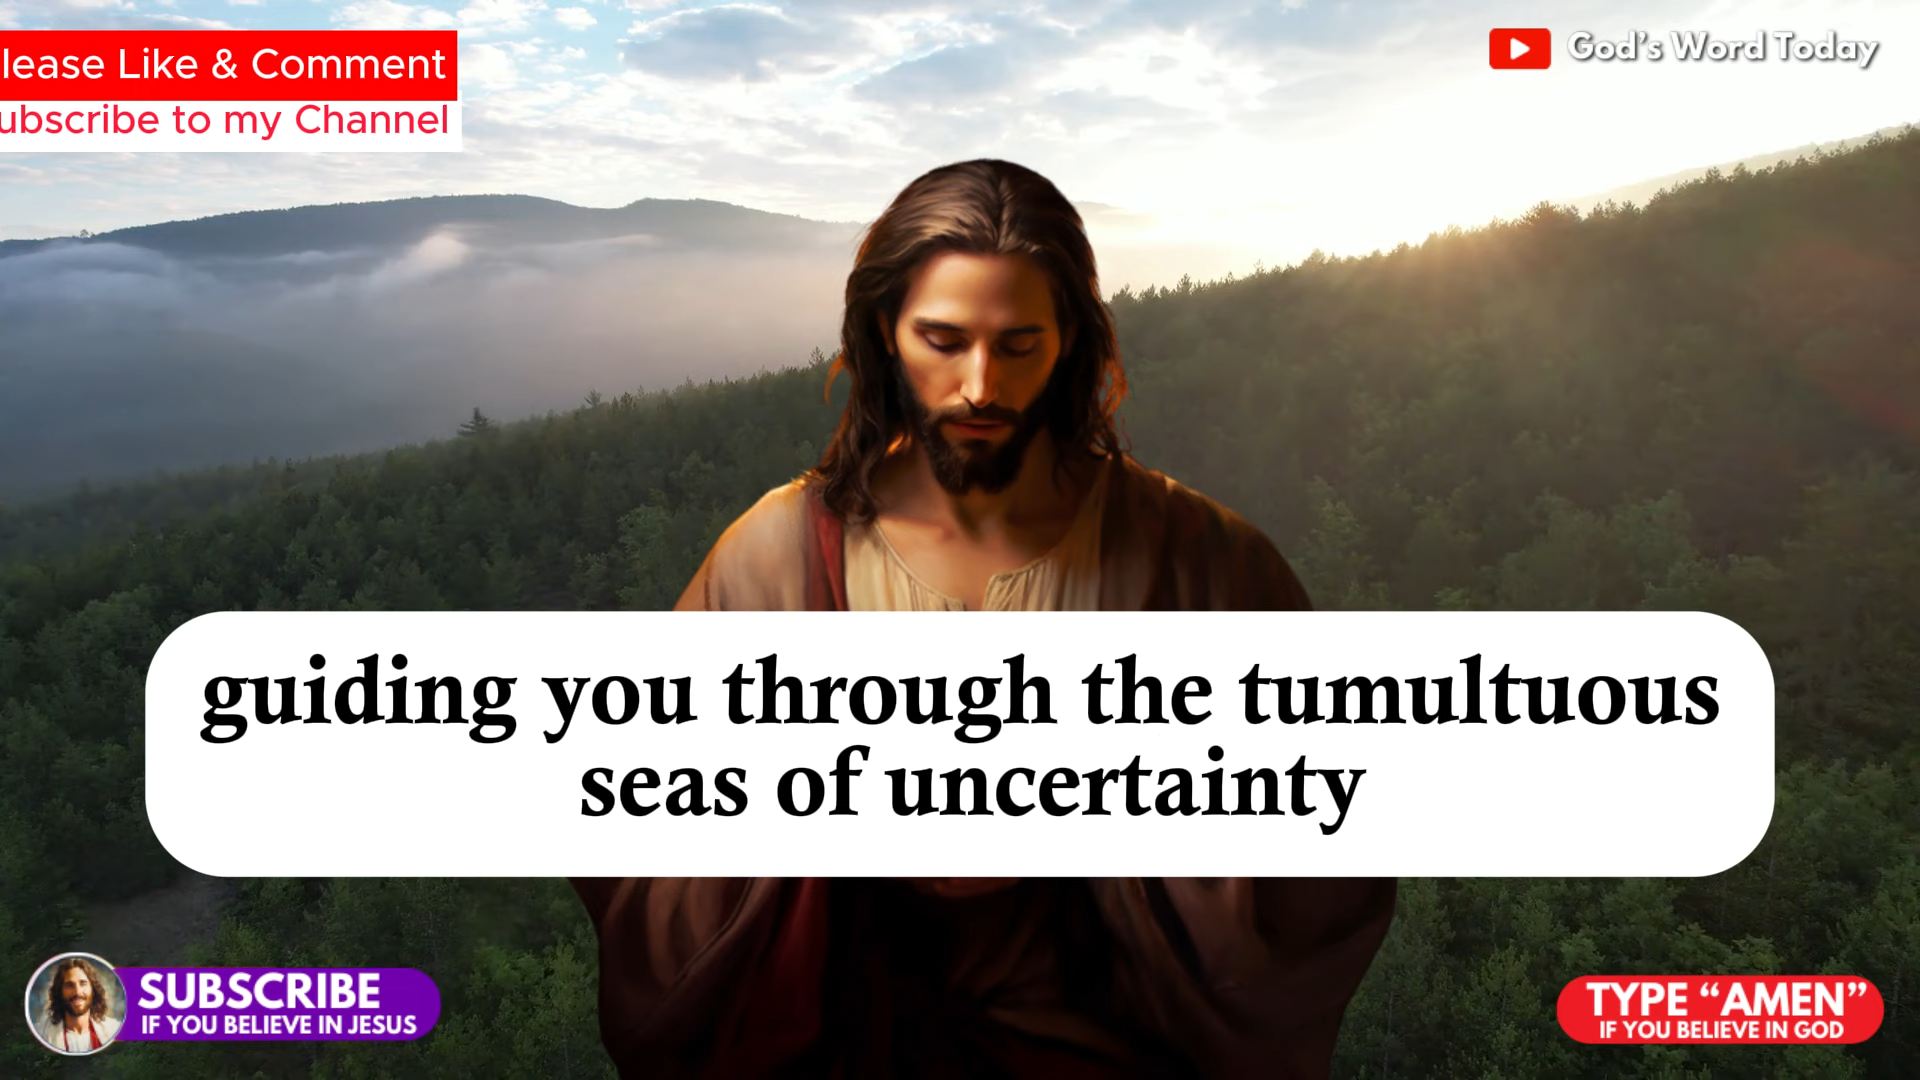 lease Like & Comment
ubscribe to my Channel
God's Word Today
guiding you through the tumultuous
seas of uncertainty
SUBSCRIBE
IF YOU BELIEVE IN JESUS
TYPE “AMEN”
IF YOU BELIEVE IN GOD